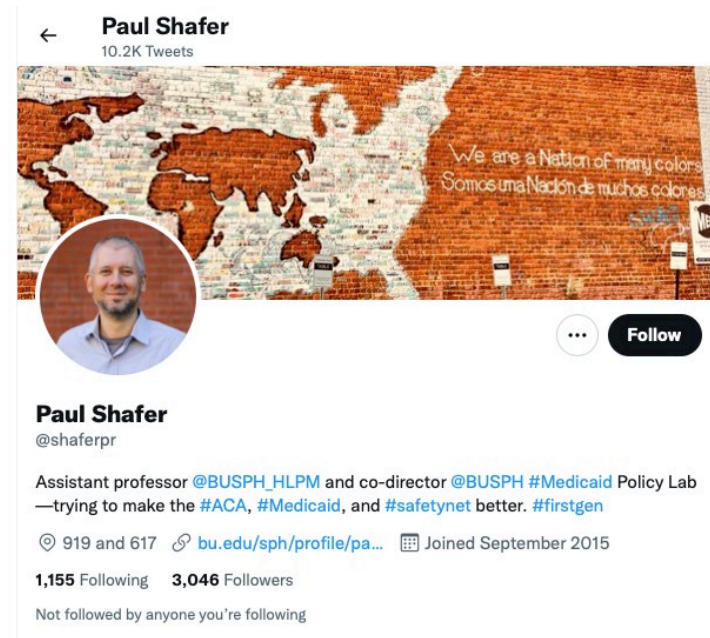 Paul Shafer
10.2K Tweets
We are a Nation of many colors
Somos una Nación de muchos colores
Follow
Paul Shafer
@shaferpr
Assistant professor @BUSPH_HLPM and co-director @BUSPH #Medicaid Policy Lab
—trying to make the #ACA, #Medicaid, and #safetynet better. #firstgen
919 and 617 bu.edu/sph/profile/pa... Joined September 2015
1,155 Following 3,046 Followers
Not followed by anyone you’re following